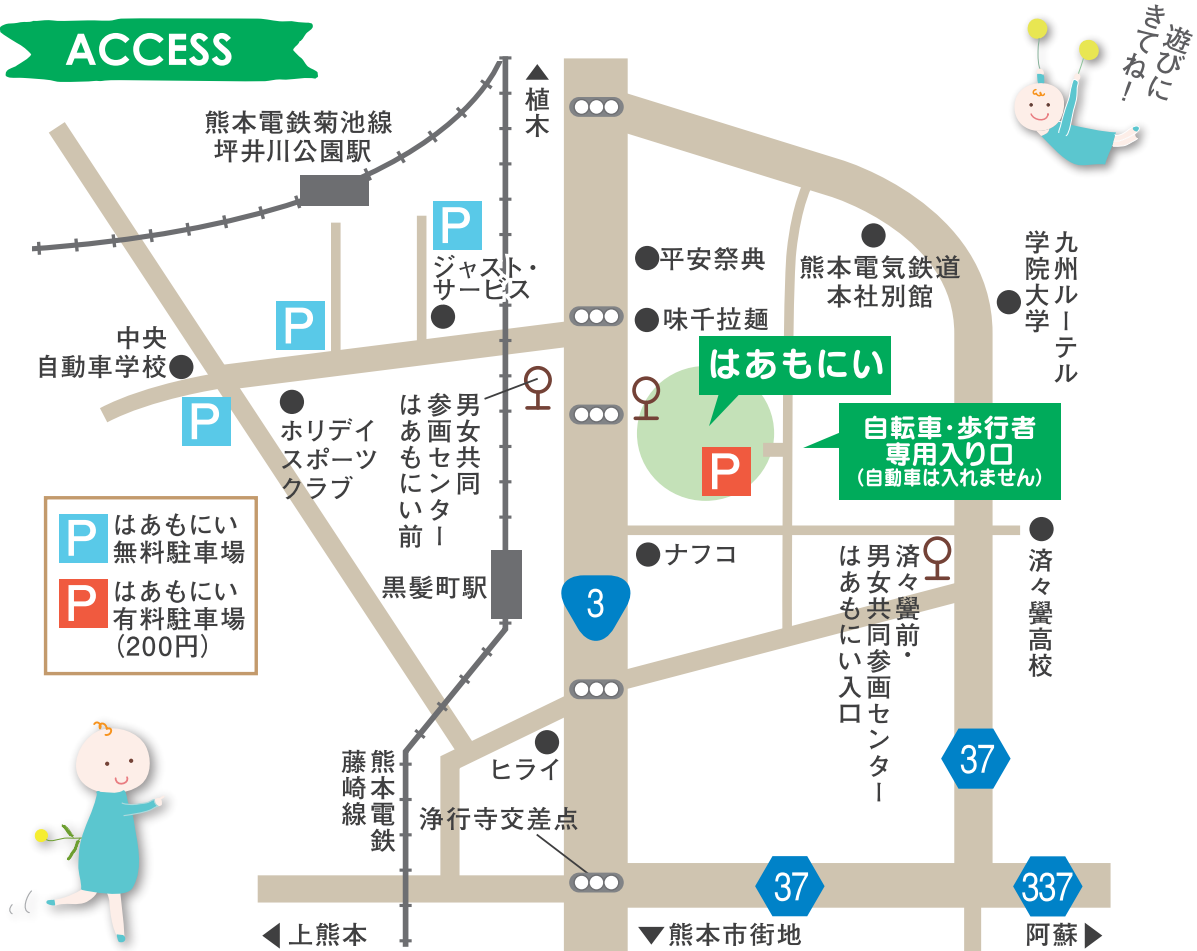 ACCESS
遊びに
きてね！
▲
植木
熊本電鉄菊池線
坪井川公園駅
P
ジャスト・
サービス
P
中央
自動車学校
P
ホリデイ
スポーツ
クラブ
平安祭典
味千拉麺
熊本電気鉄道
本社別館
九州ルーテル
学院大学
はあもにい
自転車・歩行者
専用入り口
（自動車は入れません）
P
男女共同
参画センター
はあもにい前
P
はあもにい
無料駐車場
P
はあもにい
有料駐車場
（200円）
黒髪町駅
3
ナフコ
済々黌前・
男女共同参画センター
はあもにい入口
済々黌高校
ヒライ
37
熊本電鉄
藤崎線
浄行寺交差点
37
337
◀上熊本
▼熊本市街地
阿蘇▶